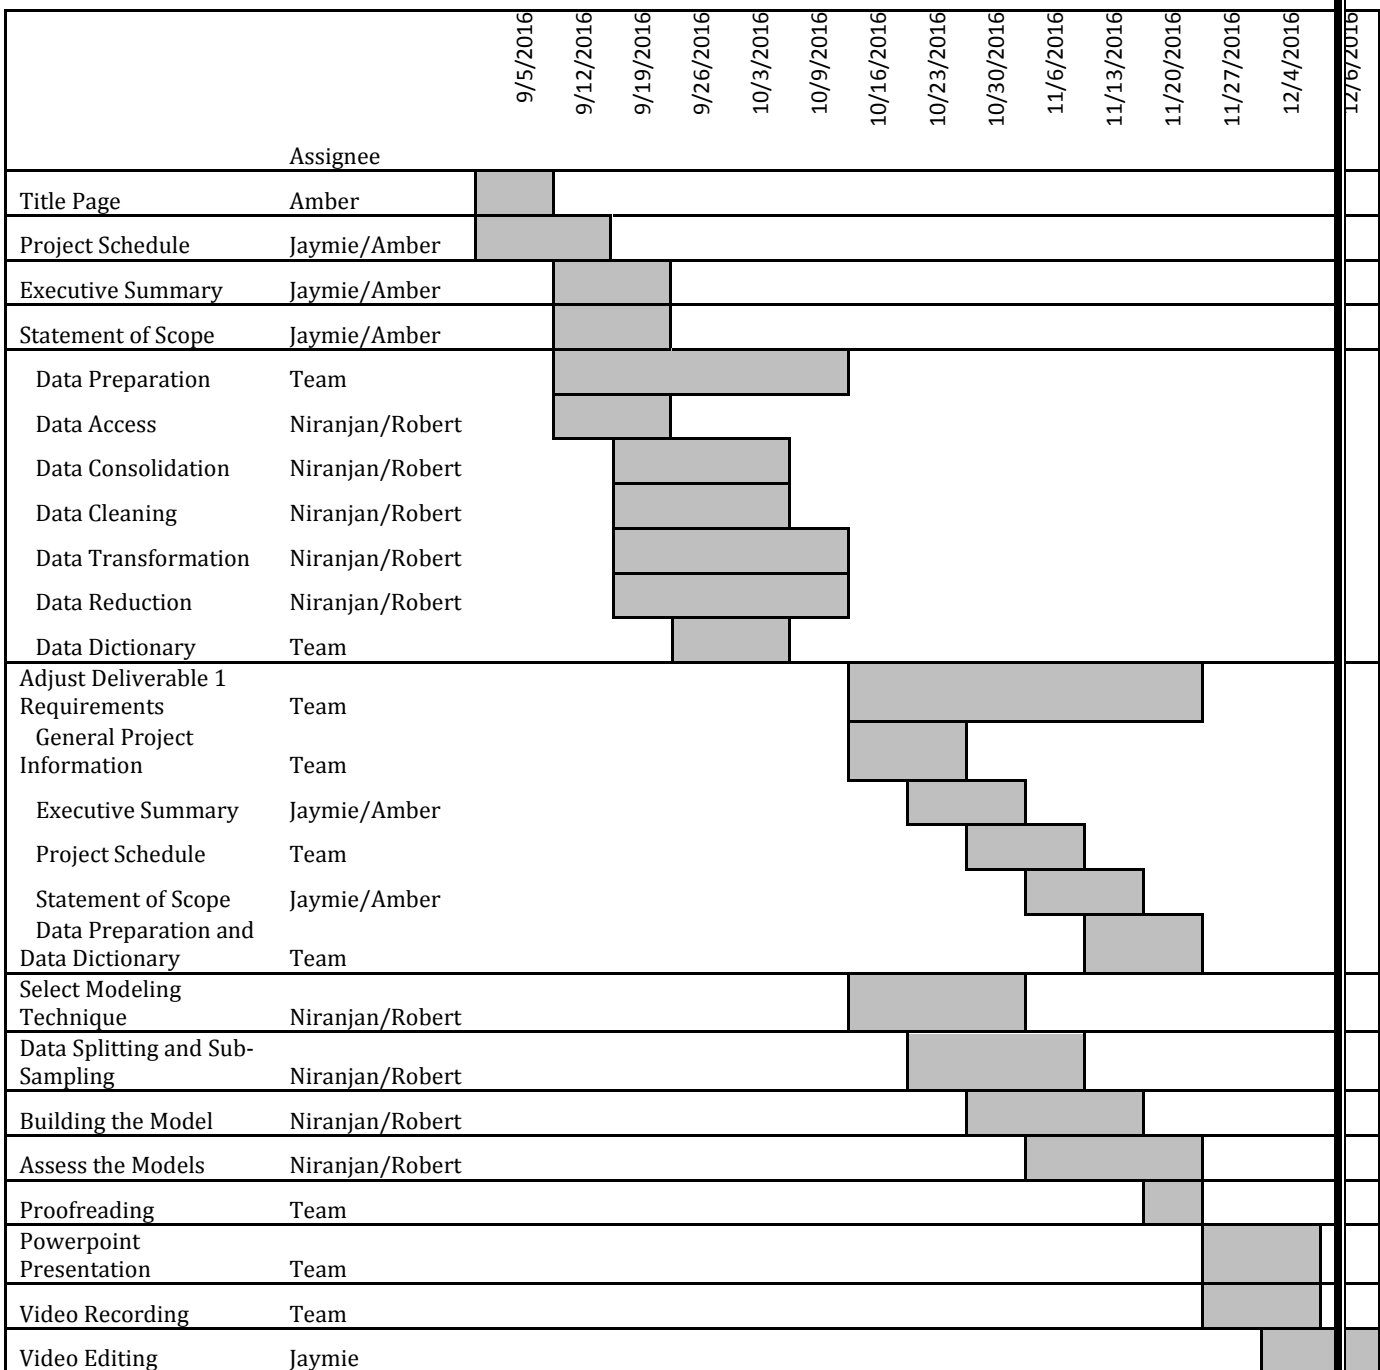 9/5/2016 9/12/2016 9/19/2016 9/26/2016 10/3/2016 10/9/2016 10/16/2016 10/23/2016 10/30/2016 11/6/2016 11/13/2016 11/20/2016 11/27/2016 12/4/2016 12/6/2016
Assignee
Title Page Amber
Project Schedule Jaymie/Amber
Executive Summary Jaymie/Amber
Statement of Scope Jaymie/Amber
Data Preparation Team
Data Access Niranjan/Robert
Data Consolidation Niranjan/Robert
Data Cleaning Niranjan/Robert
Data Transformation Niranjan/Robert
Data Reduction Niranjan/Robert
Data Dictionary Team
Adjust Deliverable 1
Requirements Team
General Project
Information Team
Executive Summary Jaymie/Amber
Project Schedule Team
Statement of Scope Jaymie/Amber
Data Preparation and
Data Dictionary Team
Select Modeling
Technique Niranjan/Robert
Data Splitting and Sub-
Sampling Niranjan/Robert
Building the Model Niranjan/Robert
Assess the Models Niranjan/Robert
Proofreading Team
Powerpoint
Presentation Team
Video Recording Team
Video Editing Jaymie